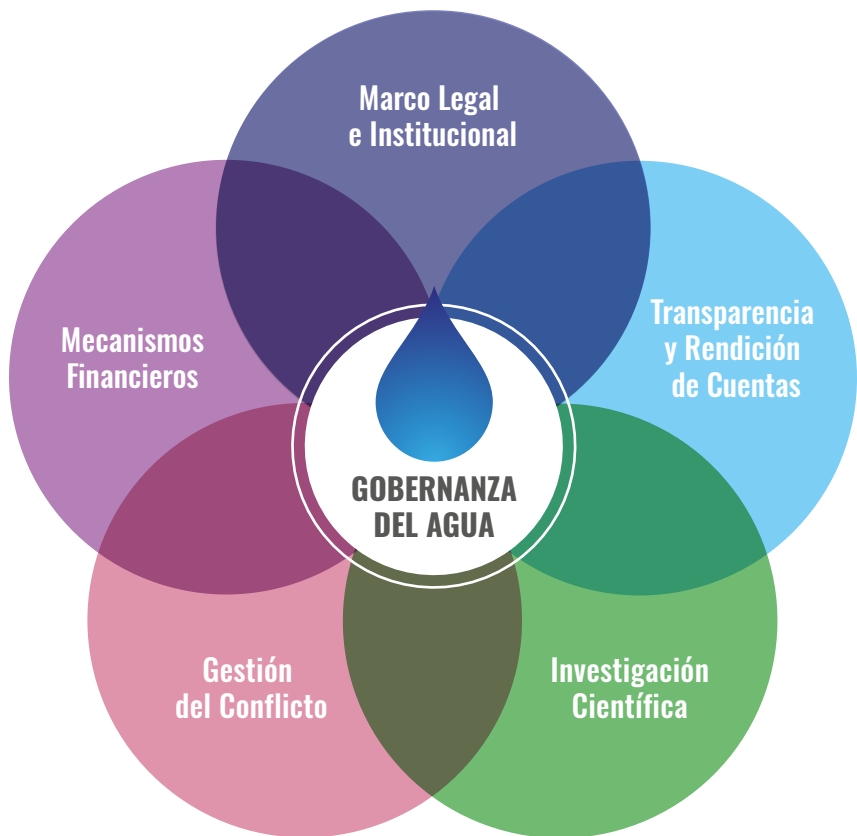 Marco Legal
e Institucional
Mecanismos
Financieros
Transparencia
y Rendición
de Cuentas
GOBERNANZA
DEL AGUA
Gestión
del Conflicto
Investigación
Científica